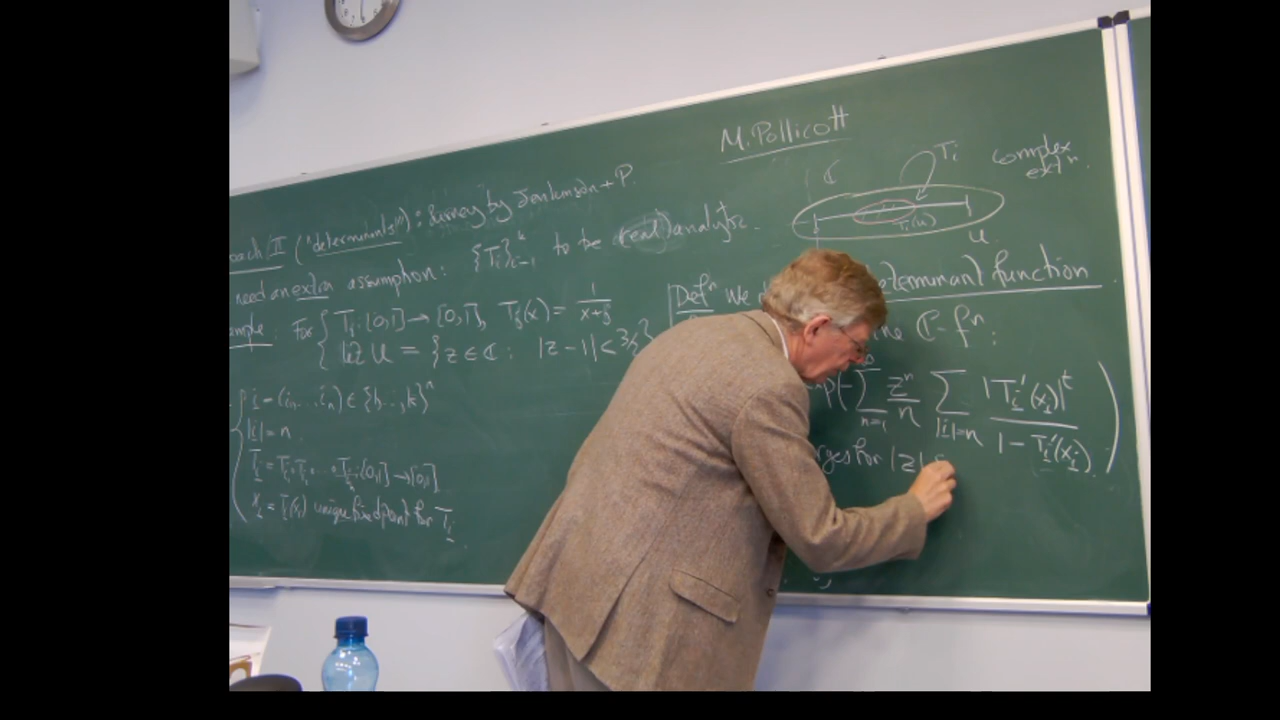 M. Pollicott
oach II ("determinants"): Survey by Jenkinson + P.
need an extra assumption: {T_i}_{i=1}^k to be (real) analytic.
mple: For { T_j: [0,1] → [0,1], T_j(x) = 1/(x+j)
U = {z ∈ ℂ : |z-1| < 3/2}
i = (i_1, ..., i_n) ∈ {1, ..., k}^n
|i| = n
T_i = T_{i_1} T_{i_2} ... T_{i_n}: [0,1] → [0,1]
x_i = T_i(x_i) unique fixed point for T_i
ℂ
T_i
complex
ext^n.
T_i(U)
U
Def^n We determinant function
ℂ-f^n:
p(-∑_{n=1}^∞ z^n/n ∑_{|i|=n} |T_i'(x_i)|^t / (1 - T_i'(x_i)))
rges for |z|